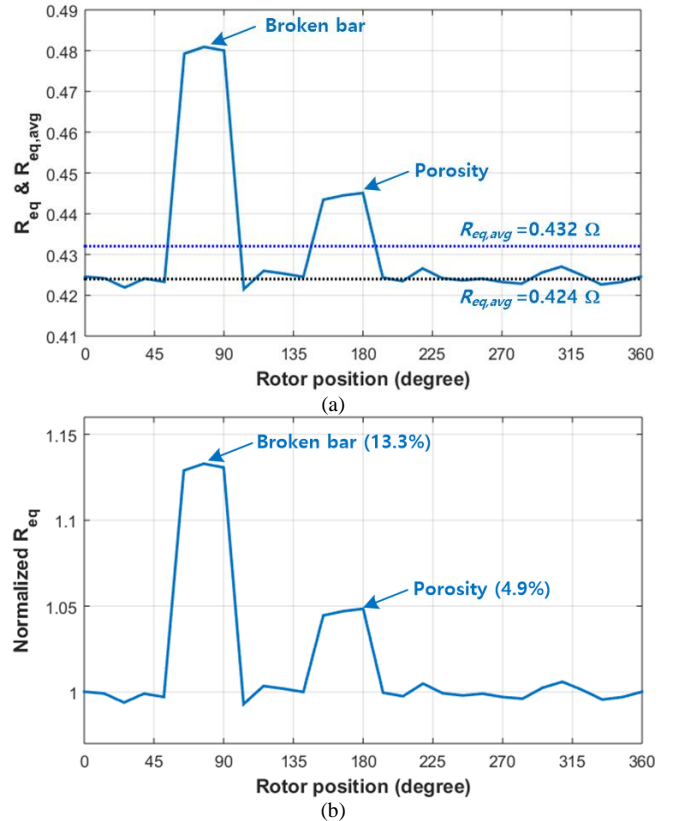 0.49
0.48
0.47
0.46
0.45
0.44
0.43
0.42
0.41
R_eq & R_eq,avg
Broken bar
Porosity
R_eq,avg =0.432 Ω
R_eq,avg =0.424 Ω
0 45 90 135 180 225 270 315 360
Rotor position (degree)
(a)
1.15
1.1
1.05
1
Normalized R_eq
Broken bar (13.3%)
Porosity (4.9%)
0 45 90 135 180 225 270 315 360
Rotor position (degree)
(b)